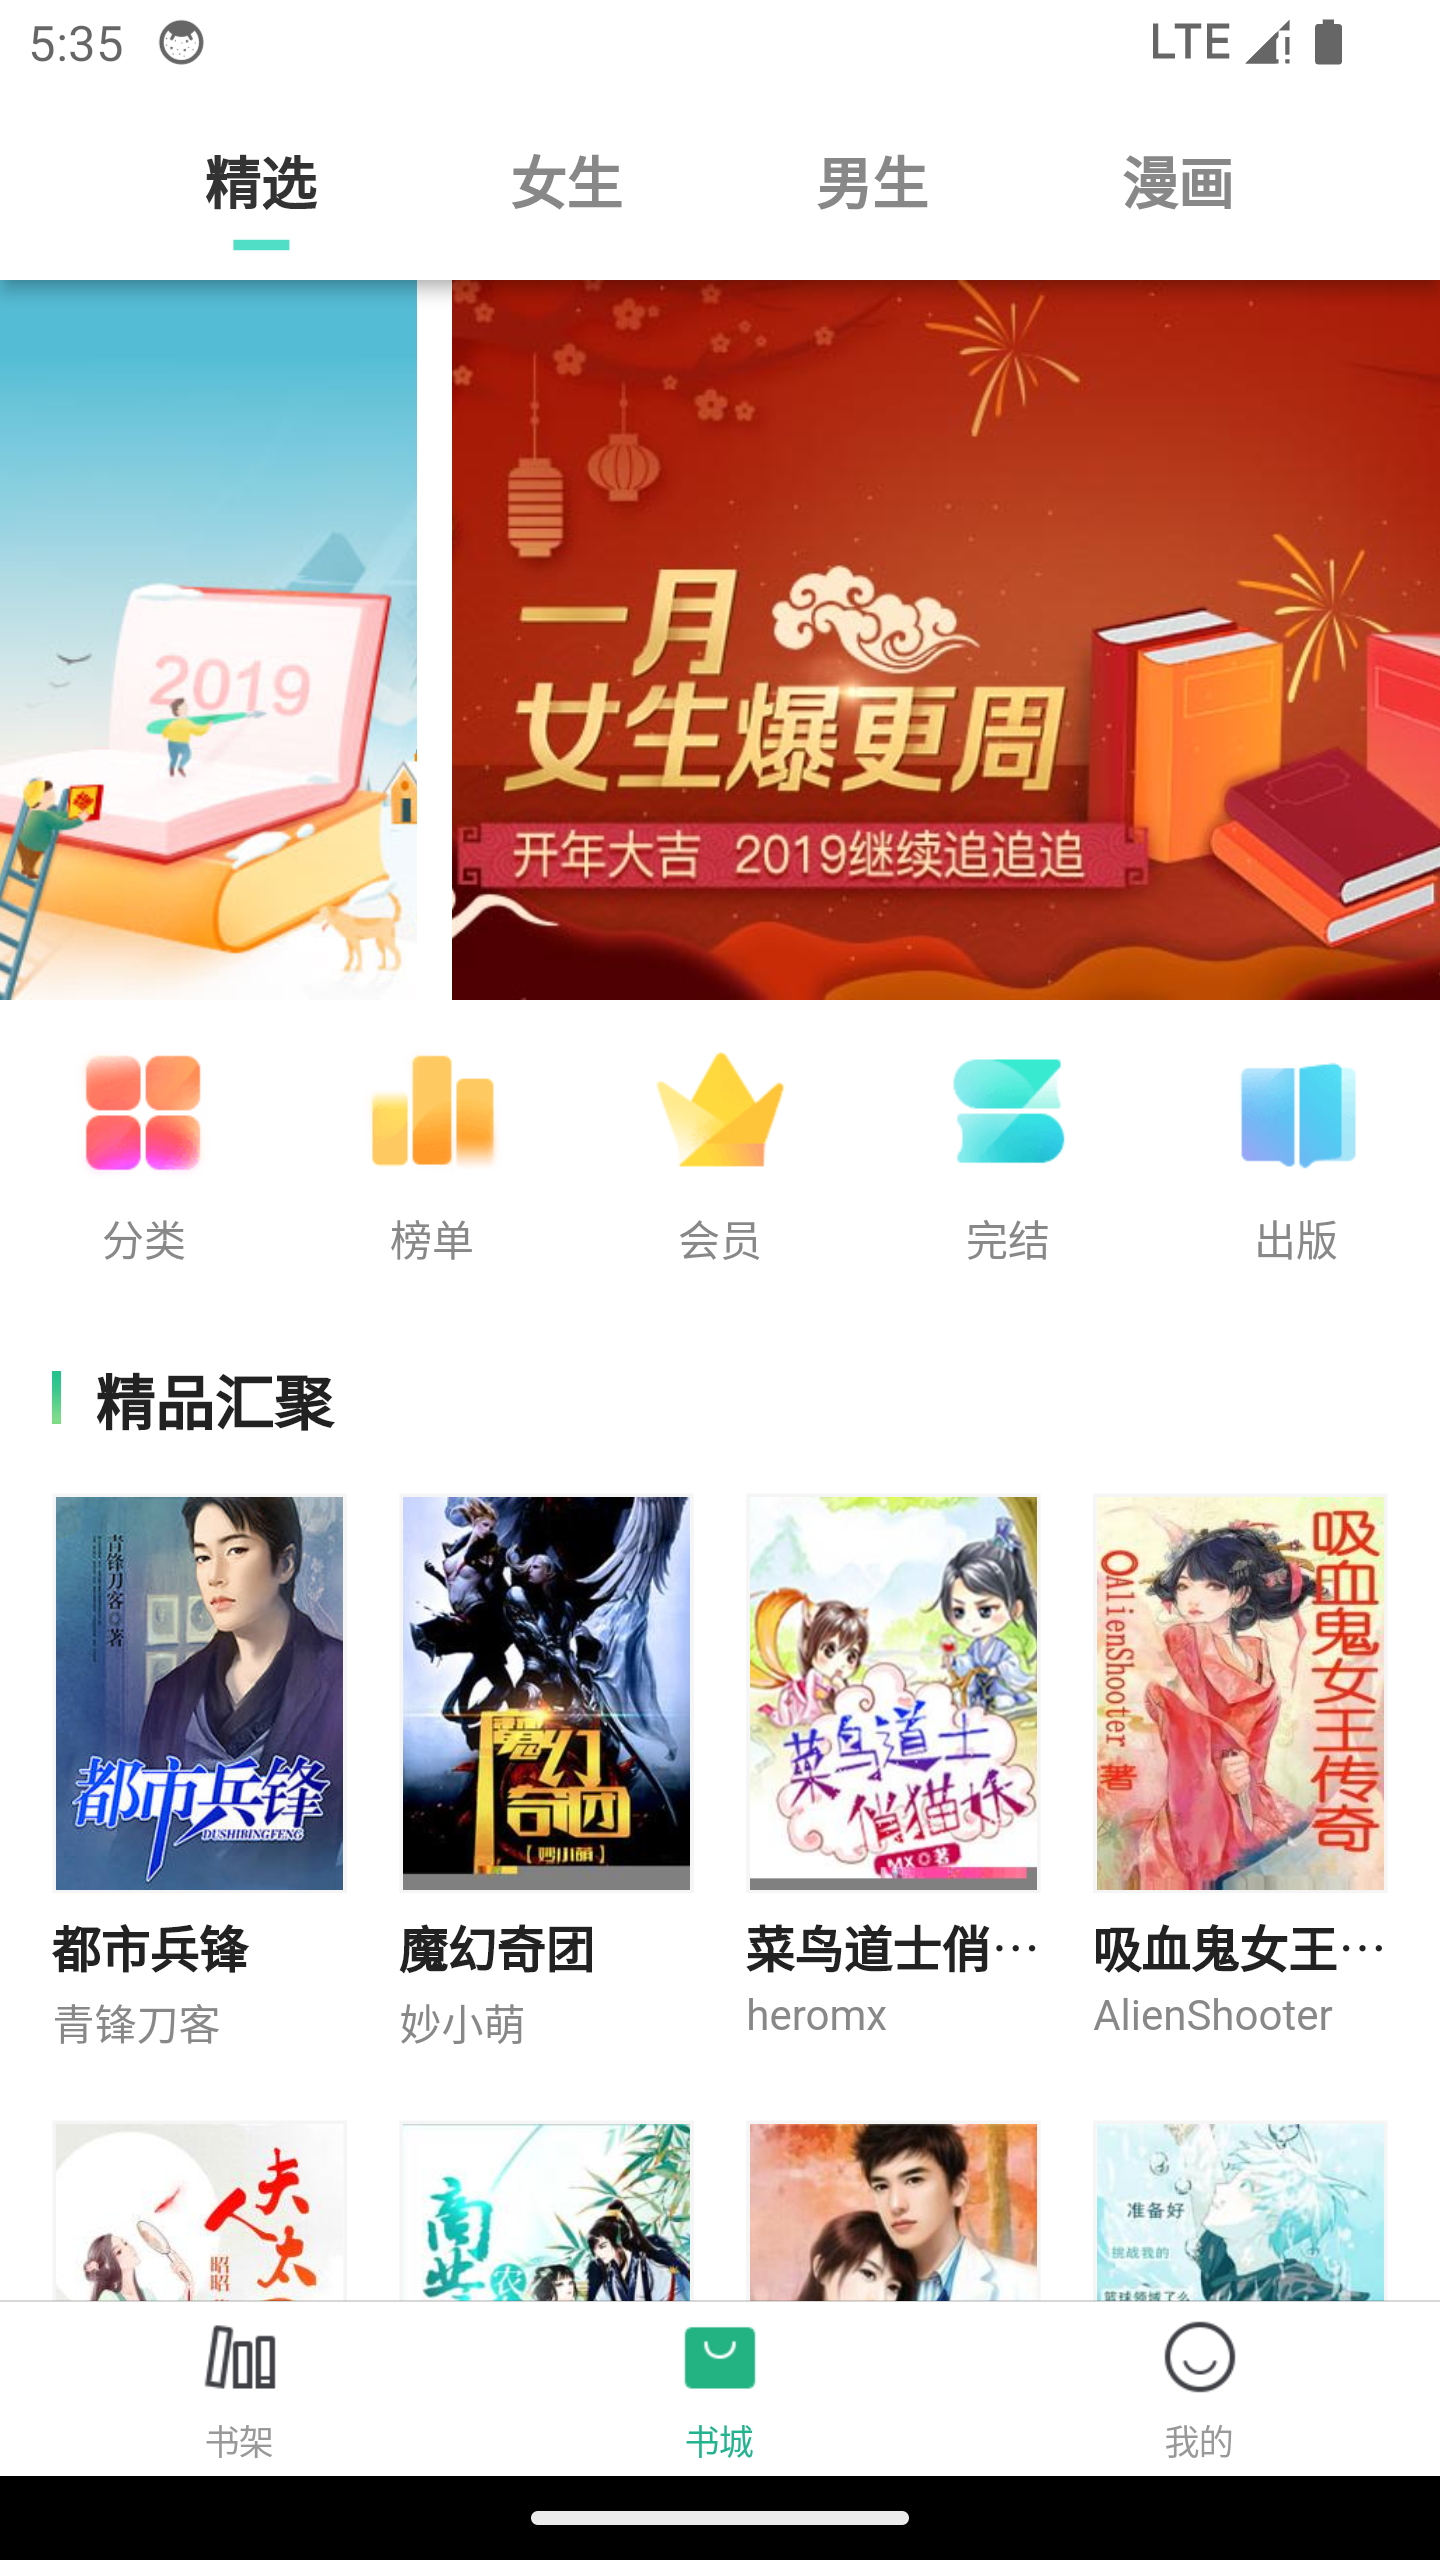 5:35
LTE
精选 女生 男生 漫画
2019
一月
女生爆更周
开年大吉 2019继续追追追
分类 榜单 会员 完结 出版
精品汇聚
青锋刀客◎著
都市兵锋
DUSHIBINGFENG
魔幻
奇团
【妙小萌】
菜鸟道士
俏猫妖
MX◎著
吸血鬼女王传奇
AlienShooter 著
都市兵锋 魔幻奇团 菜鸟道士俏… 吸血鬼女王…
青锋刀客 妙小萌 heromx AlienShooter
夫人太
昭昭
商
农
准备好
挑战我的
篮球领域了么
书架 书城 我的